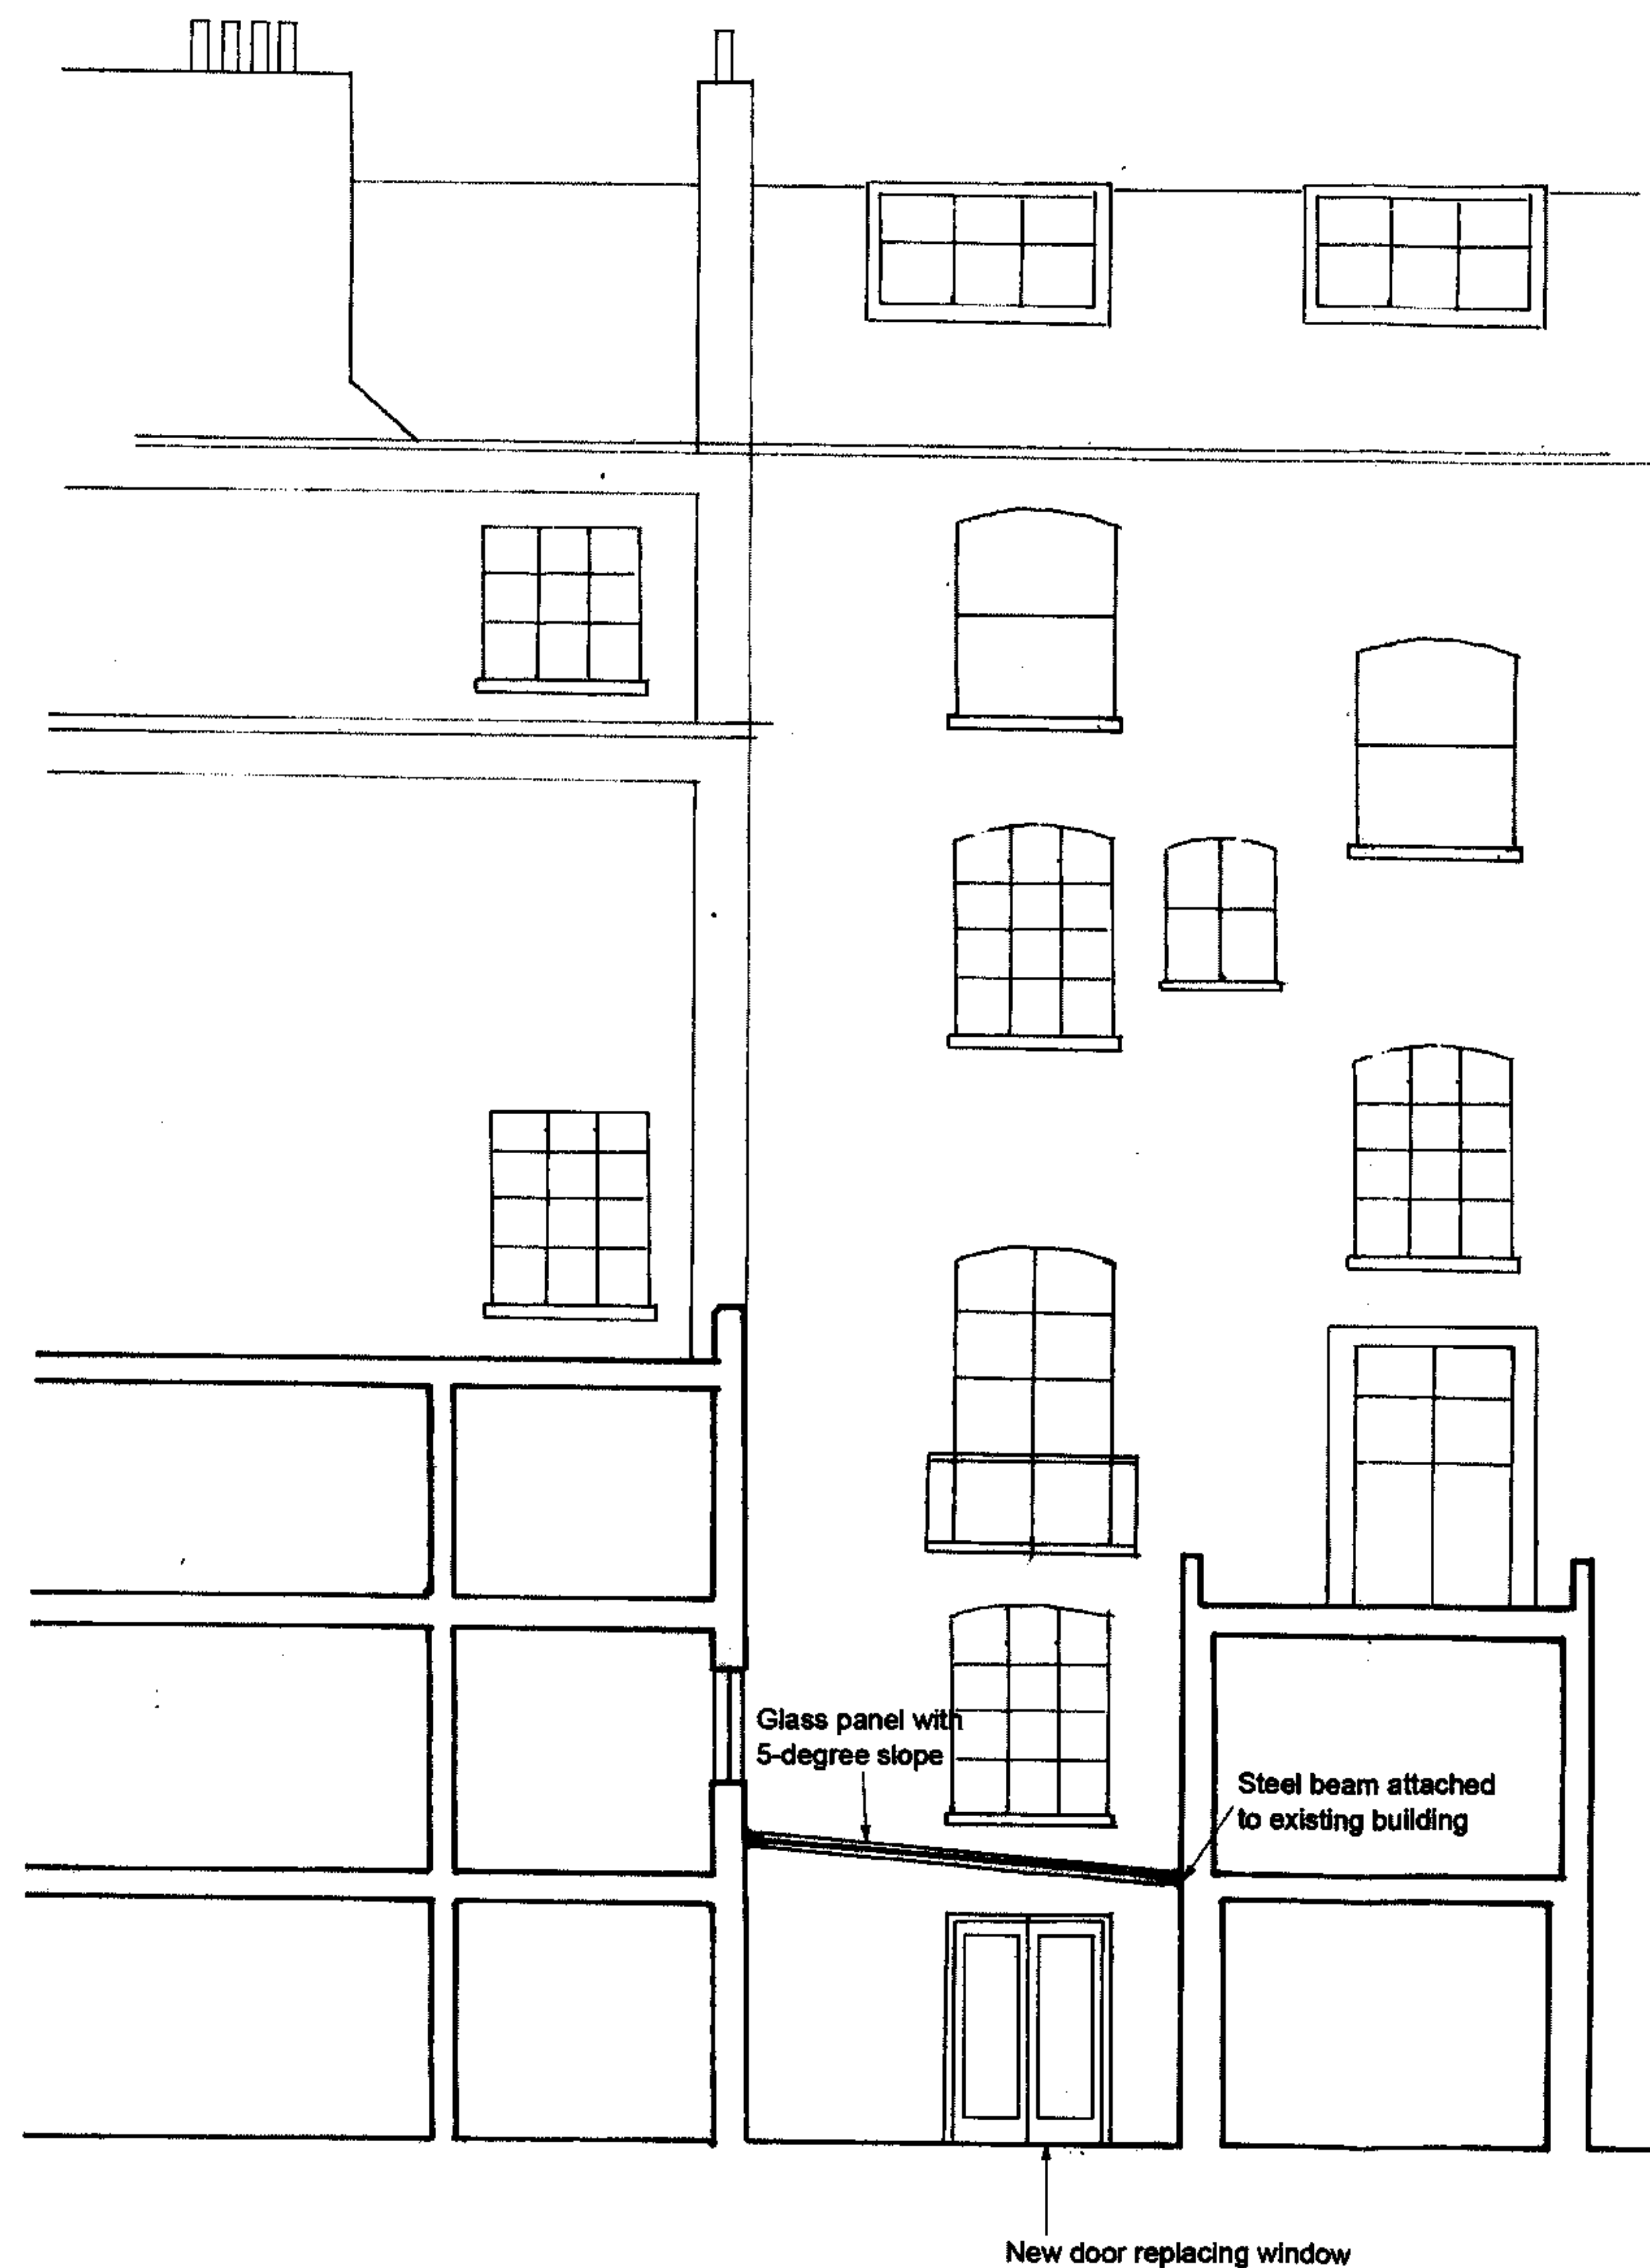 Glass panel with
5-degree slope
Steel beam attached
to existing building
New door replacing window